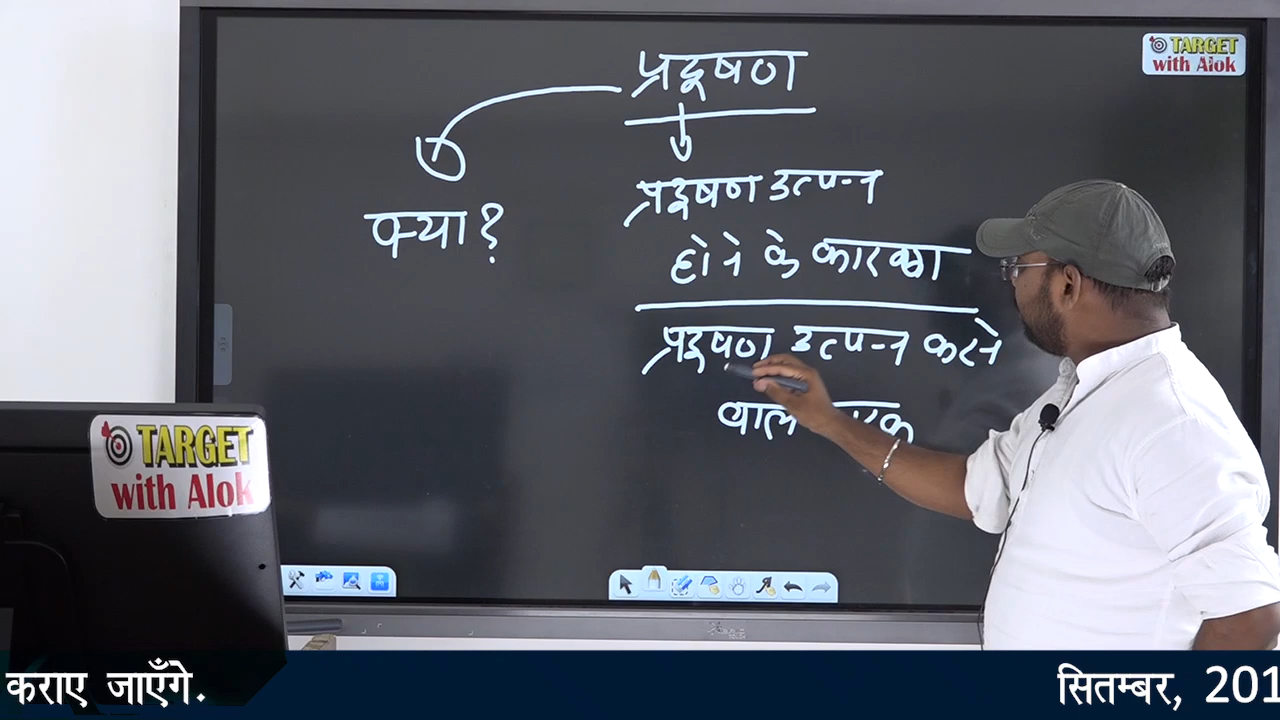 प्रदूषण
क्या?
प्रदूषण उत्पन्न
होने के कारण
प्रदूषण उत्पन्न करने
TARGET
with Alok
TARGET
with Alok
कराए जाएँगे.
सितम्बर, 201